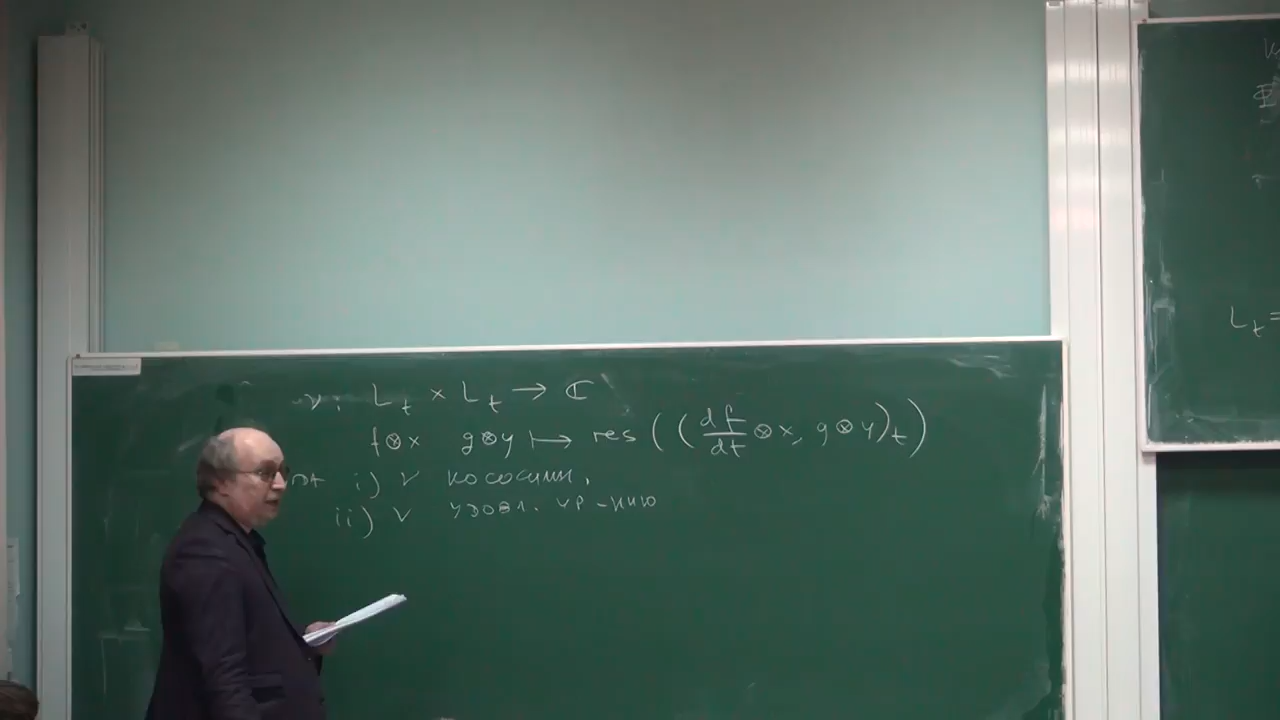 ν: L_t × L_t → ℂ
f⊗x g⊗y ↦ res((df/dt ⊗ x, g⊗y)_t)
i) ν кососимм.
ii) ν удовл. ур-нию
L_t =